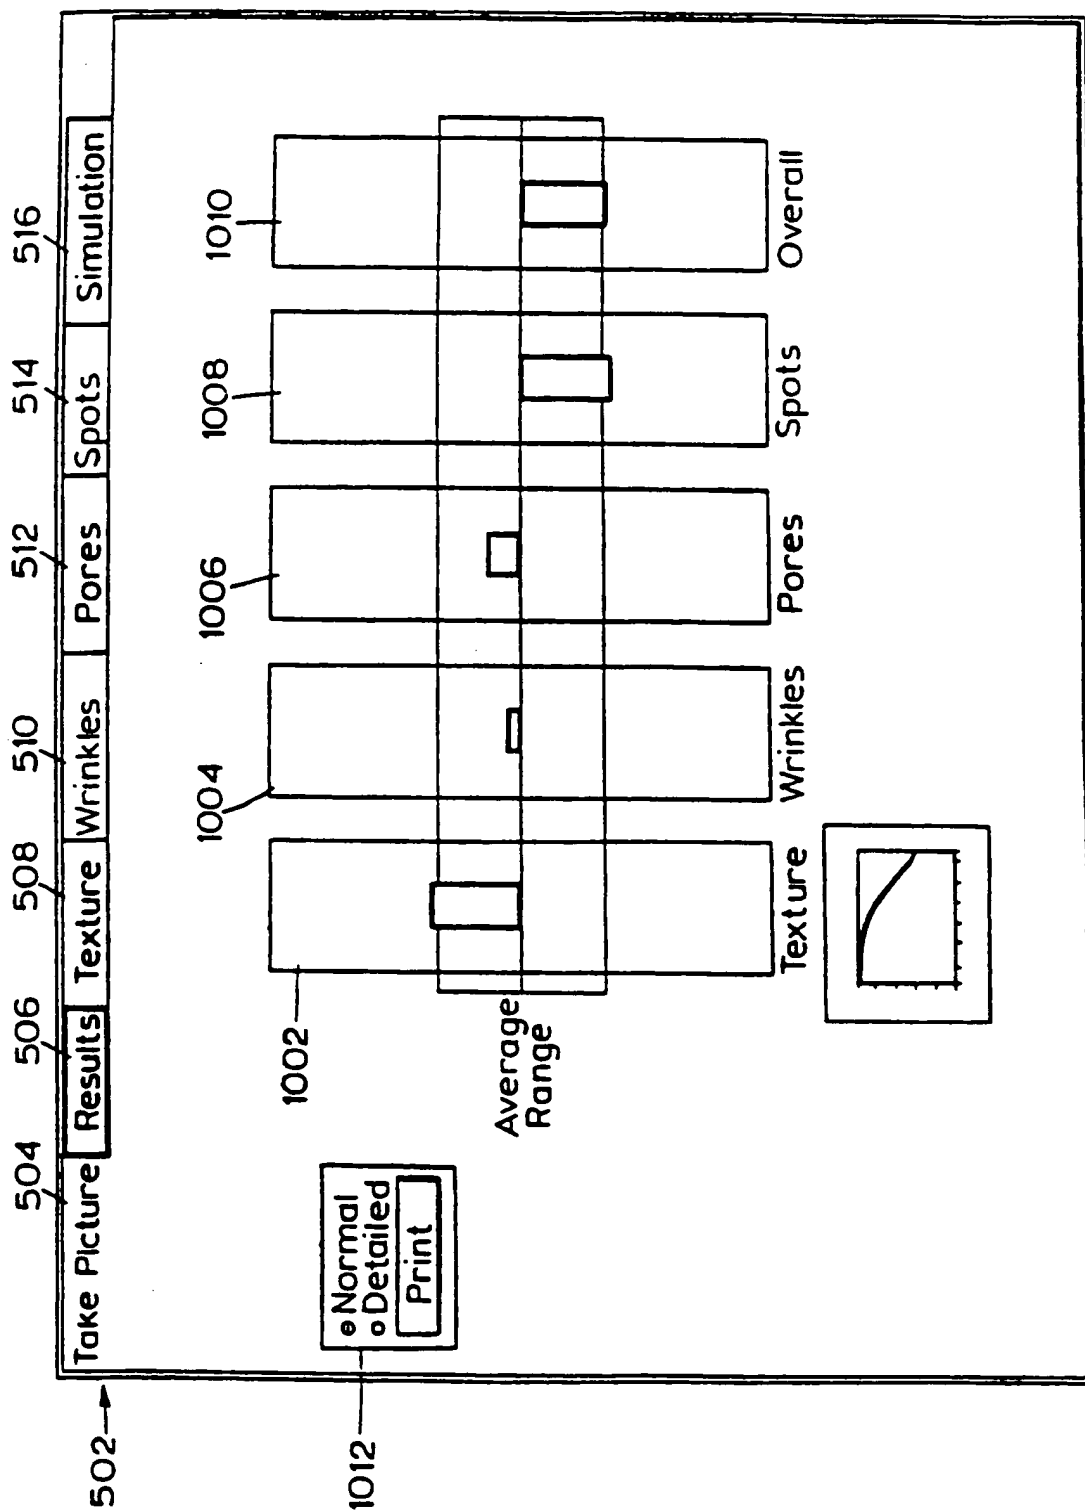 504 506 508 510 512 514 516
502
Take Picture Results Texture Wrinkles Pores Spots Simulation
1002 1004 1006 1008 1010
1012
Normal
Detailed
Print
Average
Range
Texture Wrinkles Pores Spots Overall